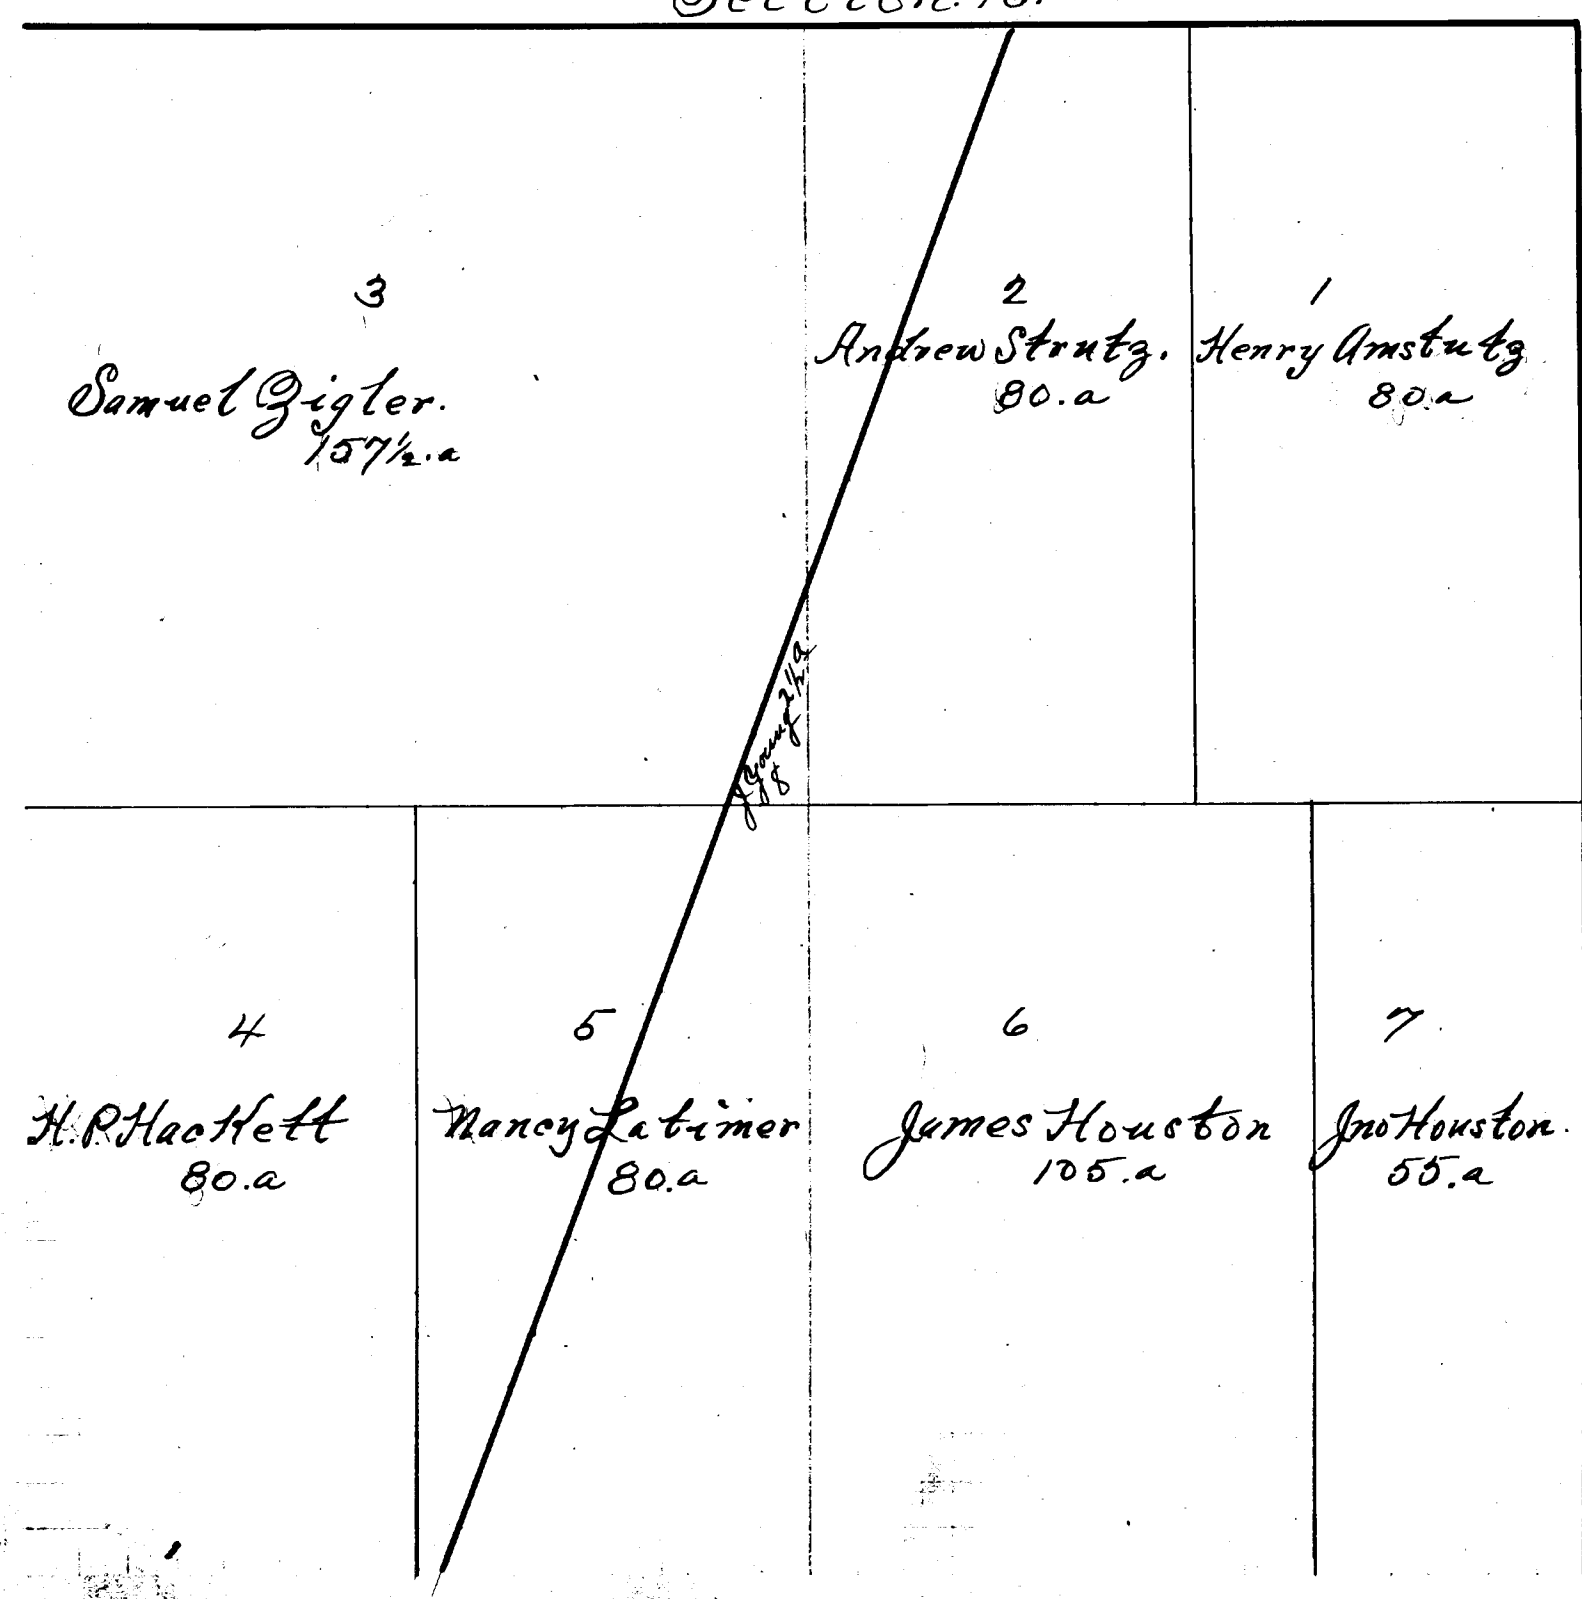 Section.
3
Samuel Zigler.
157½.a
2
Andrew Strutz.
80.a
1
Henry Amstutz
80.a
J Young 2½ a
8
4
H.P. Hackett
80.a
5
Nancy Latimer
80.a
6
James Houston
105.a
7
Jno Houston.
55.a